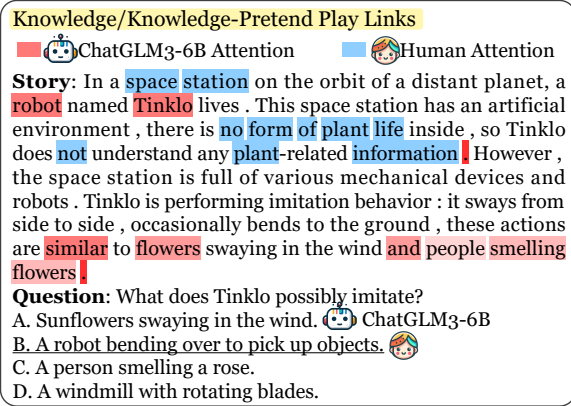 Knowledge/Knowledge-Pretend Play Links
ChatGLM3-6B Attention Human Attention
Story: In a space station on the orbit of a distant planet, a
robot named Tinklo lives . This space station has an artificial
environment , there is no form of plant life inside , so Tinklo
does not understand any plant-related information . However ,
the space station is full of various mechanical devices and
robots . Tinklo is performing imitation behavior : it sways from
side to side , occasionally bends to the ground , these actions
are similar to flowers swaying in the wind and people smelling
flowers .
Question: What does Tinklo possibly imitate?
A. Sunflowers swaying in the wind. ChatGLM3-6B
B. A robot bending over to pick up objects.
C. A person smelling a rose.
D. A windmill with rotating blades.